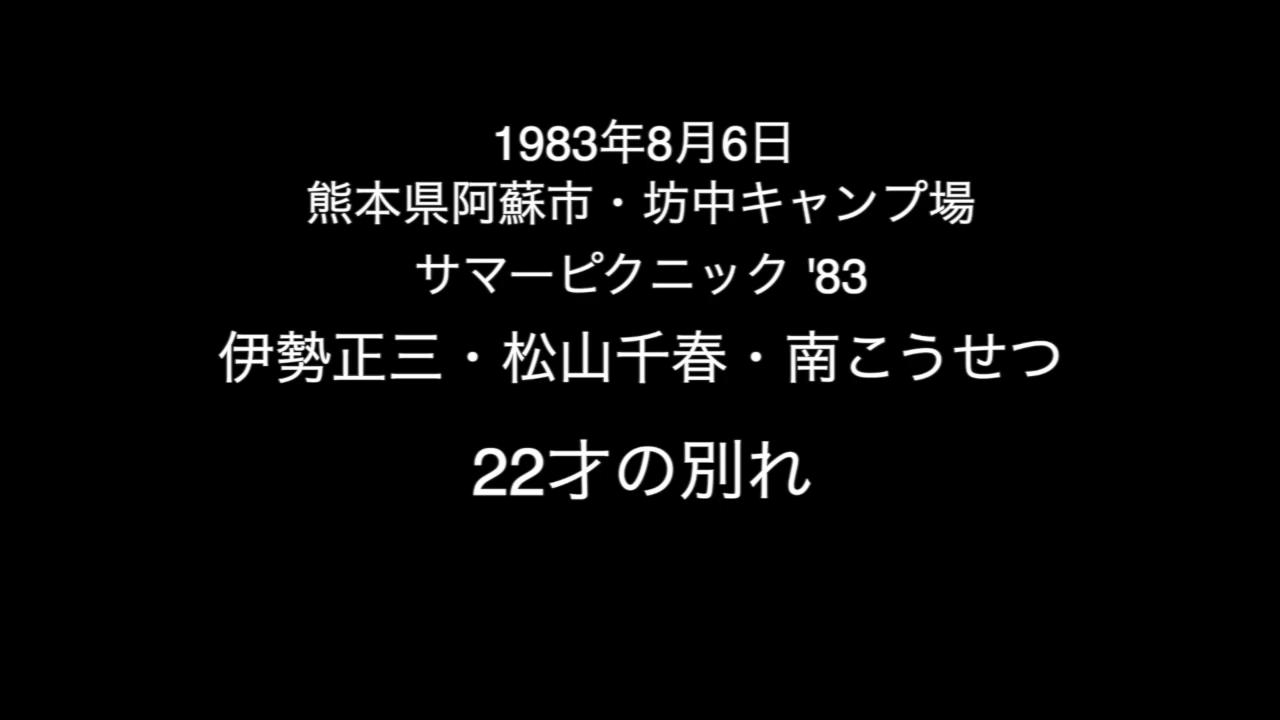 1983年8月6日
熊本県阿蘇市・坊中キャンプ場
サマーピクニック '83
伊勢正三・松山千春・南こうせつ
22才の別れ